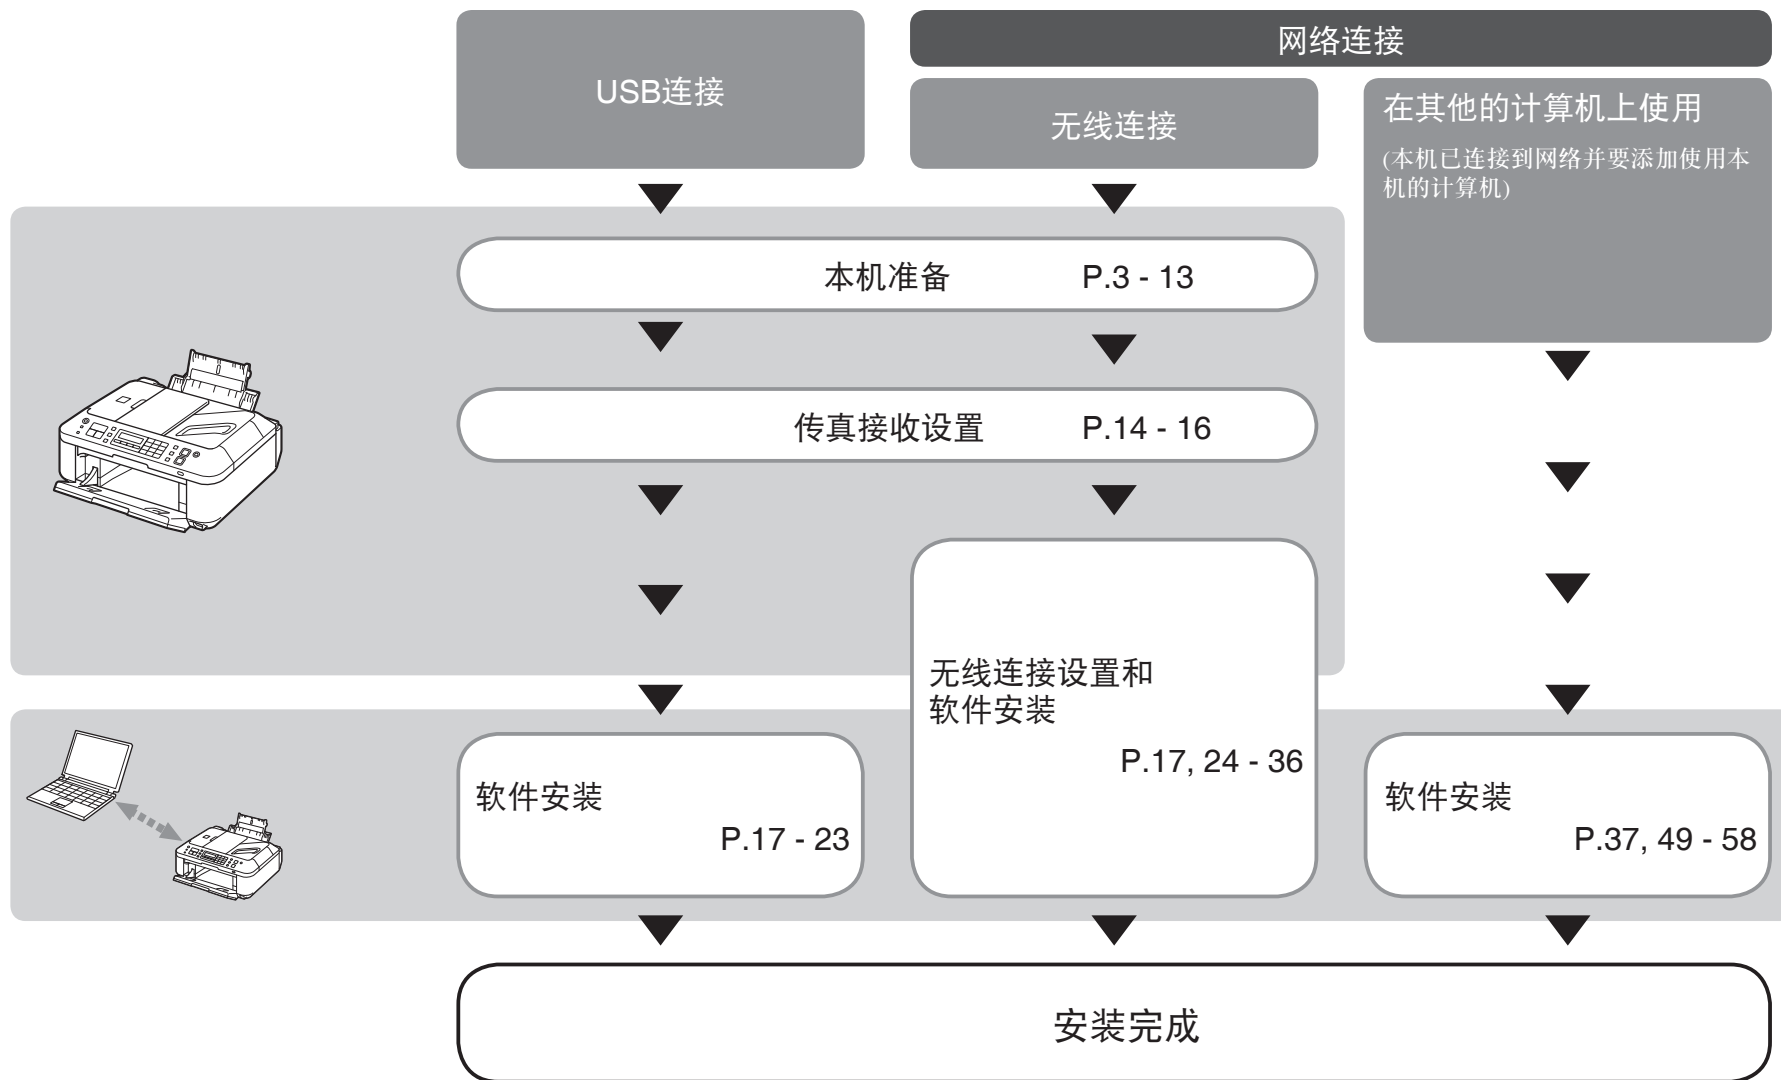 USB连接
网络连接
无线连接
在其他的计算机上使用
(本机已连接到网络并要添加使用本
机的计算机)
本机准备 P.3 - 13
传真接收设置 P.14 - 16
无线连接设置和
软件安装
P.17, 24 - 36
软件安装
P.17 - 23
软件安装
P.37, 49 - 58
安装完成